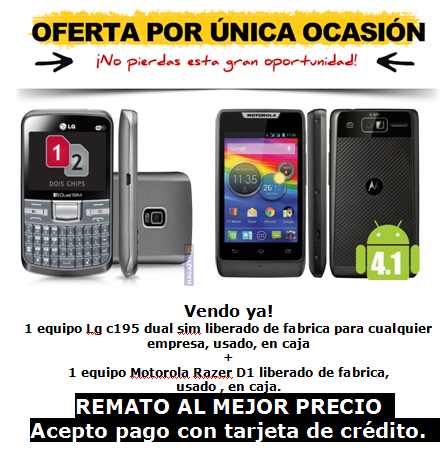 OFERTA POR ÚNICA OCASIÓN
¡No pierdas esta gran oportunidad!
LG
1
2
DOIS CHIPS
Dual SIM
MOTOROLA
11:35
26°
4.1
Vendo ya!
1 equipo Lg c195 dual sim liberado de fabrica para cualquier
empresa, usado, en caja
+
1 equipo Motorola Razer D1 liberado de fabrica,
usado , en caja.
REMATO AL MEJOR PRECIO
Acepto pago con tarjeta de crédito.